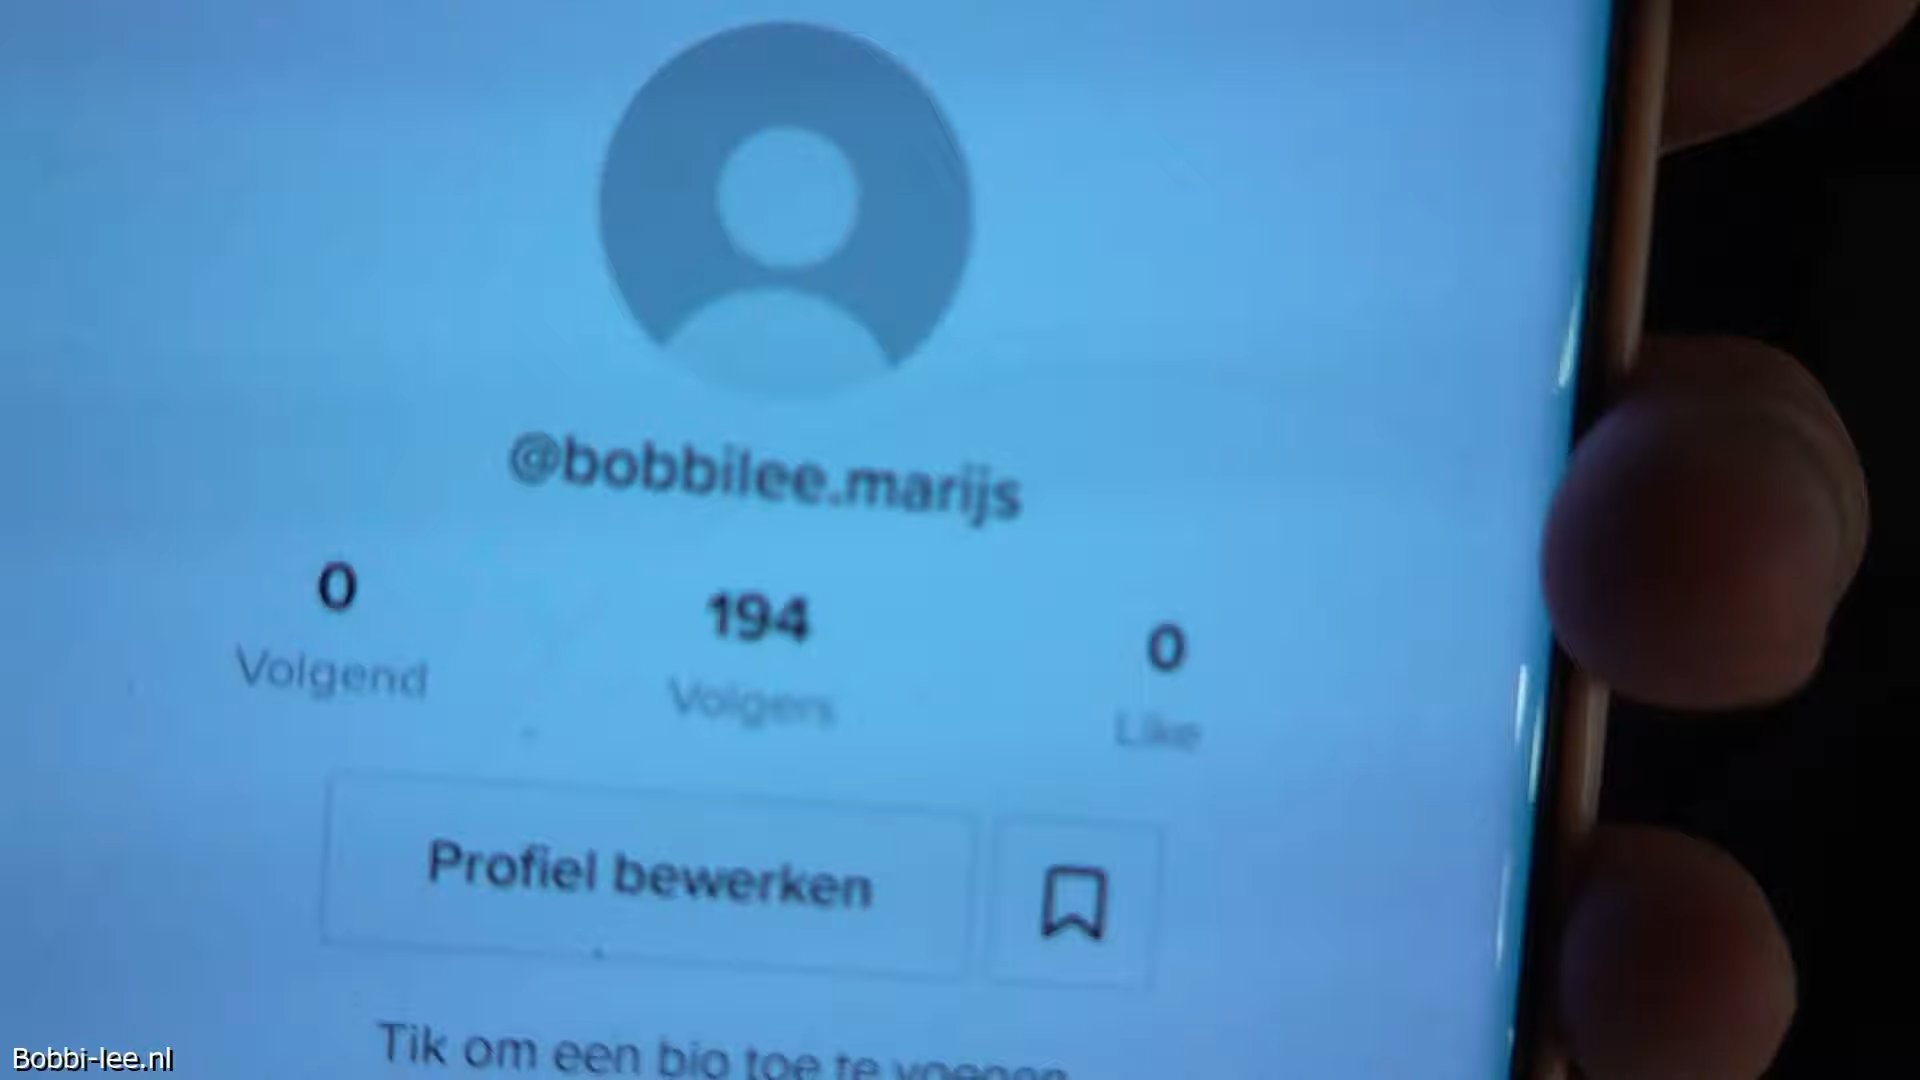 @bobbilee.marijs
0 194 0
Volgend Volgers Like
Profiel bewerken
Tik om een bio toe te voegen
Bobbi-lee.nl